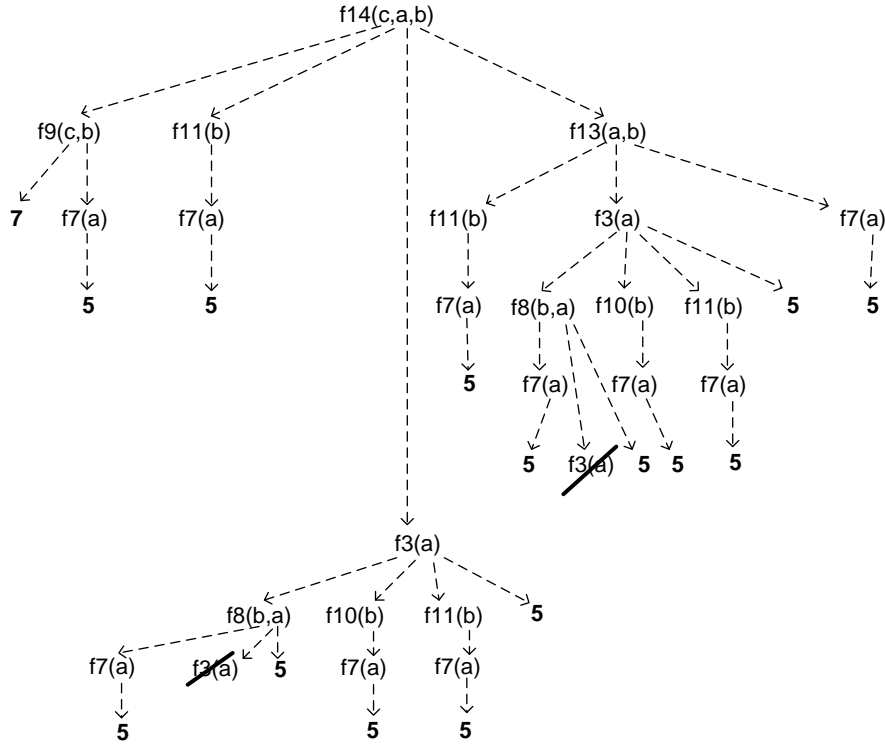 f14(c,a,b)
f9(c,b) f11(b) f13(a,b)
7 f7(a) f7(a) f11(b) f3(a) f7(a)
5 5 f7(a) f8(b,a) f10(b) f11(b) 5 5
5 f7(a) f7(a) f7(a)
5 f3(a) 5 5 5
f3(a)
f8(b,a) f10(b) f11(b) 5
f7(a) f3(a) 5 f7(a) f7(a)
5 5 5